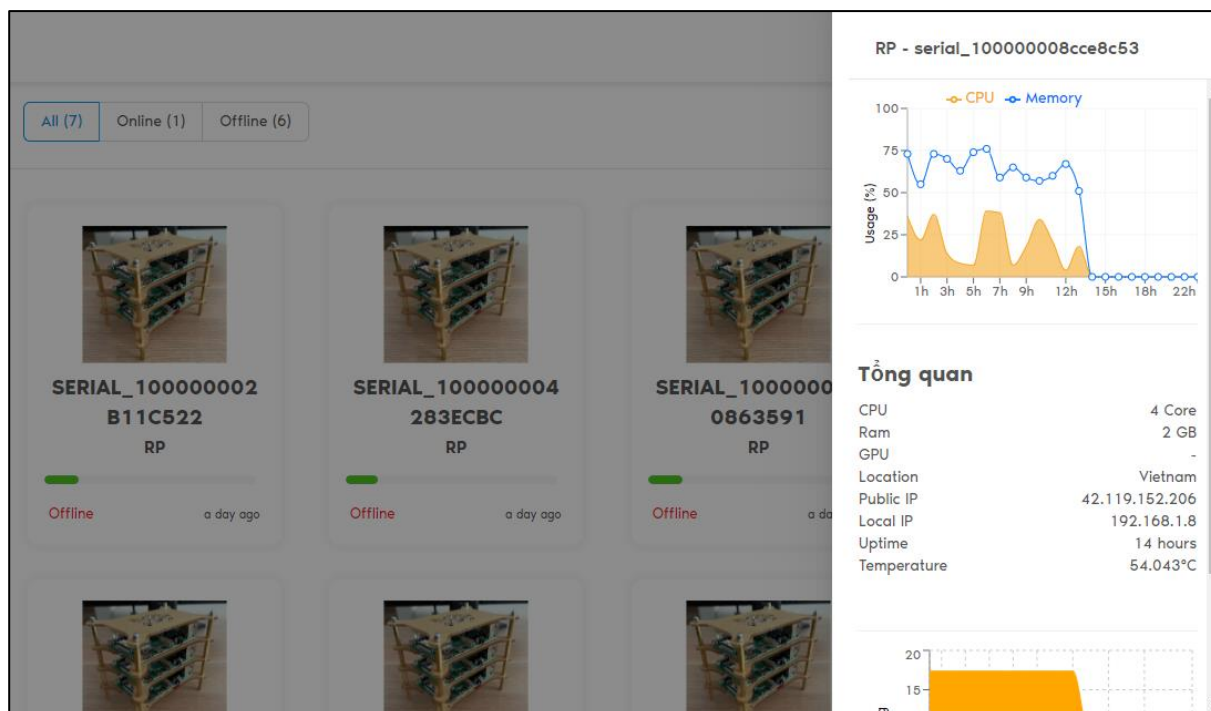 All (7) Online (1) Offline (6)
SERIAL_100000002
B11C522
RP
Offline a day ago
SERIAL_100000004
283ECBC
RP
Offline a day ago
SERIAL_1000000
0863591
RP
Offline a da
RP - serial_100000008cce8c53
CPU Memory
Usage (%)
100
75
50
25
0
1h 3h 5h 7h 9h 12h 15h 18h 22h
Tổng quan
CPU 4 Core
Ram 2 GB
GPU -
Location Vietnam
Public IP 42.119.152.206
Local IP 192.168.1.8
Uptime 14 hours
Temperature 54.043°C
20
15